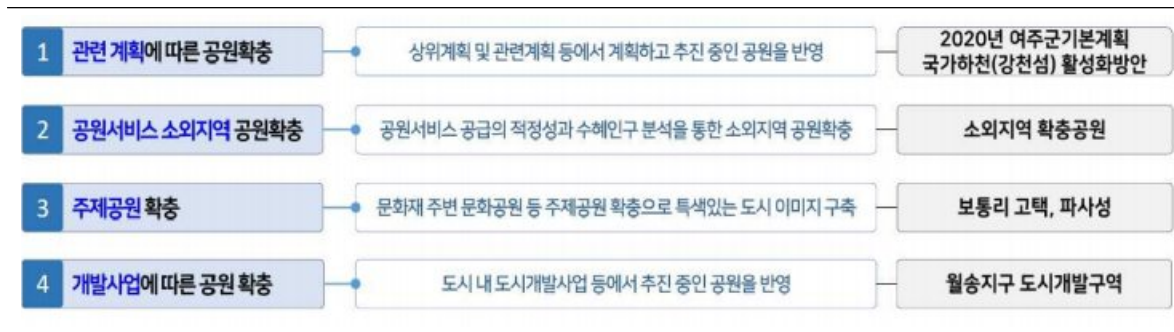 1 관련 계획에 따른 공원확충 상위계획 및 관련계획 등에서 계획하고 추진 중인 공원을 반영 2020년 여주군기본계획
국가하천(강천섬) 활성화방안
2 공원서비스 소외지역 공원확충 공원서비스 공급의 적정성과 수혜인구 분석을 통한 소외지역 공원확충 소외지역 확충공원
3 주제공원 확충 문화재 주변 문화공원 등 주제공원 확충으로 특색있는 도시 이미지 구축 보통리 고택, 파사성
4 개발사업에 따른 공원 확충 도시 내 도시개발사업 등에서 추진 중인 공원을 반영 월송지구 도시개발구역